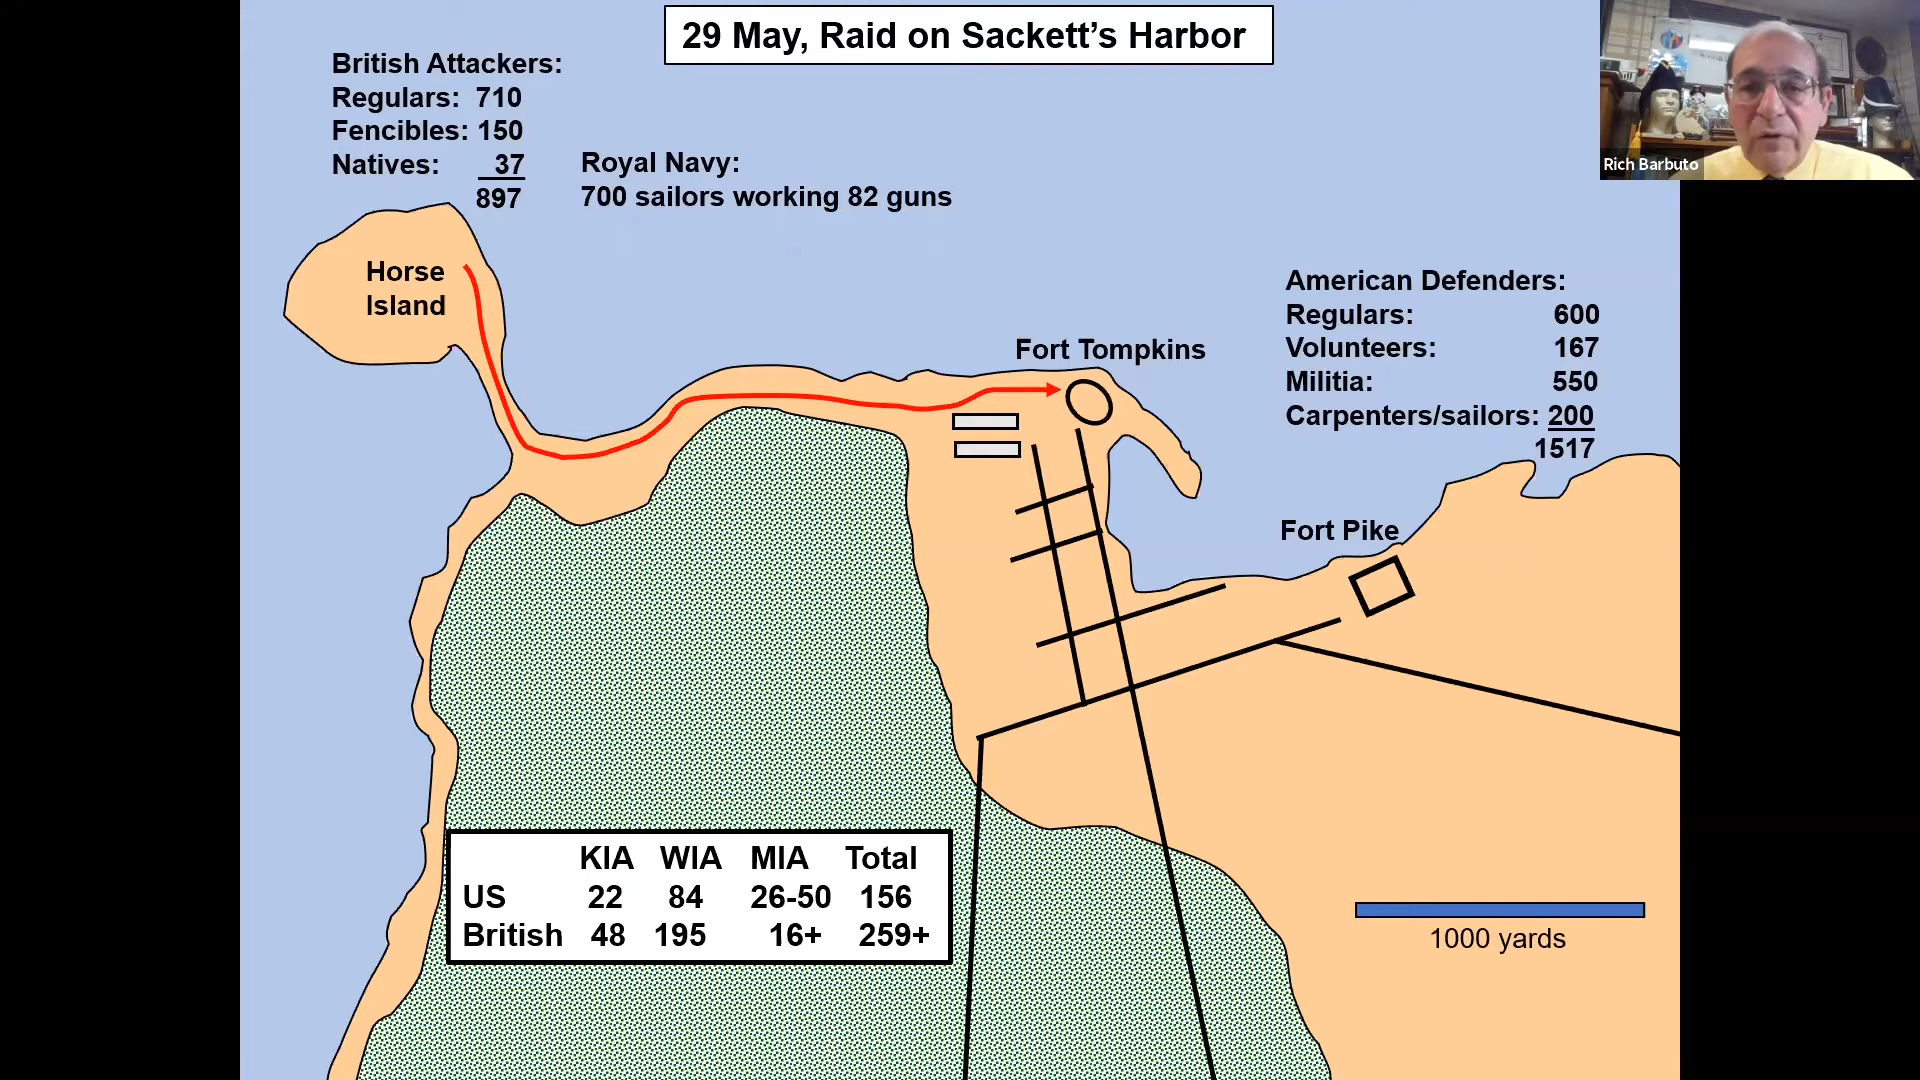 29 May, Raid on Sackett's Harbor
British Attackers:
Regulars: 710
Fencibles: 150
Natives: 37
897
Royal Navy:
700 sailors working 82 guns
Rich Barbuto
Horse
Island
American Defenders:
Regulars: 600
Volunteers: 167
Militia: 550
Carpenters/sailors: 200
1517
Fort Tompkins
Fort Pike
KIA WIA MIA Total
US 22 84 26-50 156
British 48 195 16+ 259+
1000 yards